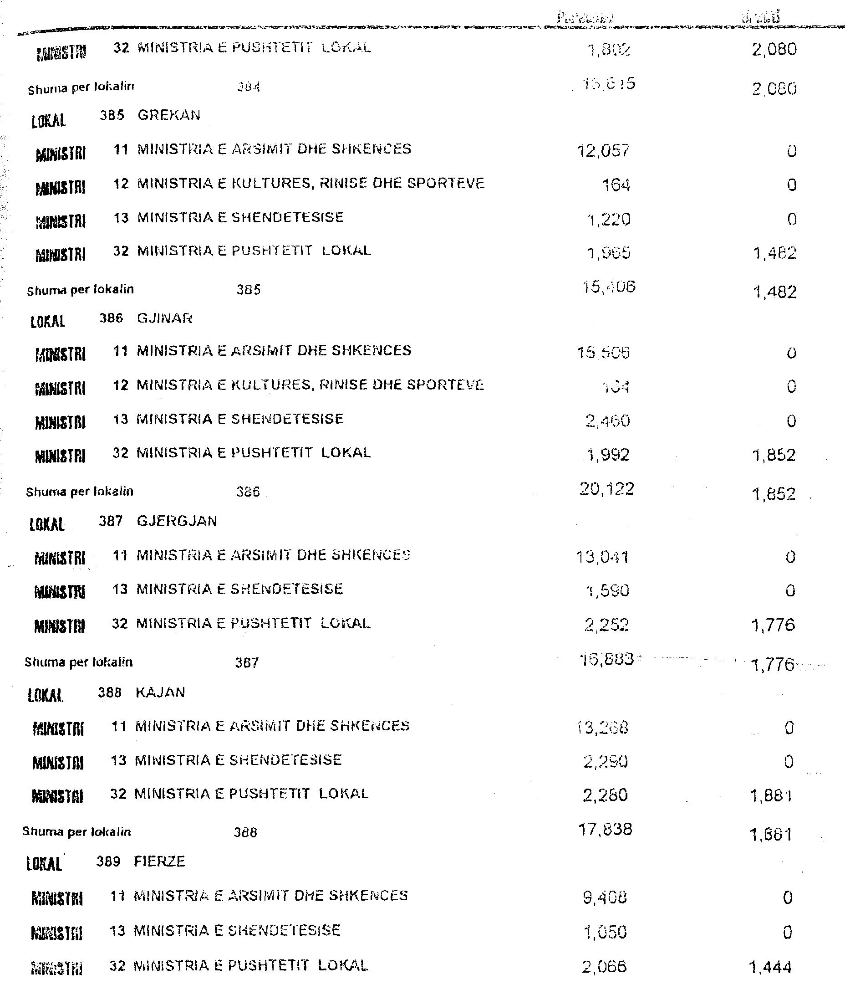 MINISTRI 32 MINISTRIA E PUSHTETIT LOKAL 1,802 2,080
Shuma per lokalin 384 2,080
LOKAL 385 GREKAN
MINISTRI 11 MINISTRIA E ARSIMIT DHE SHKENCES 12,057 0
MINISTRI 12 MINISTRIA E KULTURES, RINISE DHE SPORTEVE 164 0
MINISTRI 13 MINISTRIA E SHENDETESISE 1,220 0
MINISTRI 32 MINISTRIA E PUSHTETIT LOKAL 1,965 1,482
Shuma per lokalin 385 15,406 1,482
LOKAL 386 GJINAR
MINISTRI 11 MINISTRIA E ARSIMIT DHE SHKENCES 15,506 0
MINISTRI 12 MINISTRIA E KULTURES, RINISE DHE SPORTEVE 164 0
MINISTRI 13 MINISTRIA E SHENDETESISE 2,460 0
MINISTRI 32 MINISTRIA E PUSHTETIT LOKAL 1,992 1,852
Shuma per lokalin 386 20,122 1,852
LOKAL 387 GJERGJAN
MINISTRI 11 MINISTRIA E ARSIMIT DHE SHKENCES 13,041 0
MINISTRI 13 MINISTRIA E SHENDETESISE 1,590 0
MINISTRI 32 MINISTRIA E PUSHTETIT LOKAL 2,252 1,776
Shuma per lokalin 387 16,883 1,776
LOKAL 388 KAJAN
MINISTRI 11 MINISTRIA E ARSIMIT DHE SHKENCES 13,268 0
MINISTRI 13 MINISTRIA E SHENDETESISE 2,290 0
MINISTRI 32 MINISTRIA E PUSHTETIT LOKAL 2,280 1,881
Shuma per lokalin 388 17,838 1,881
LOKAL 389 FIERZE
MINISTRI 11 MINISTRIA E ARSIMIT DHE SHKENCES 9,408 0
MINISTRI 13 MINISTRIA E SHENDETESISE 1,050 0
MINISTRI 32 MINISTRIA E PUSHTETIT LOKAL 2,066 1,444